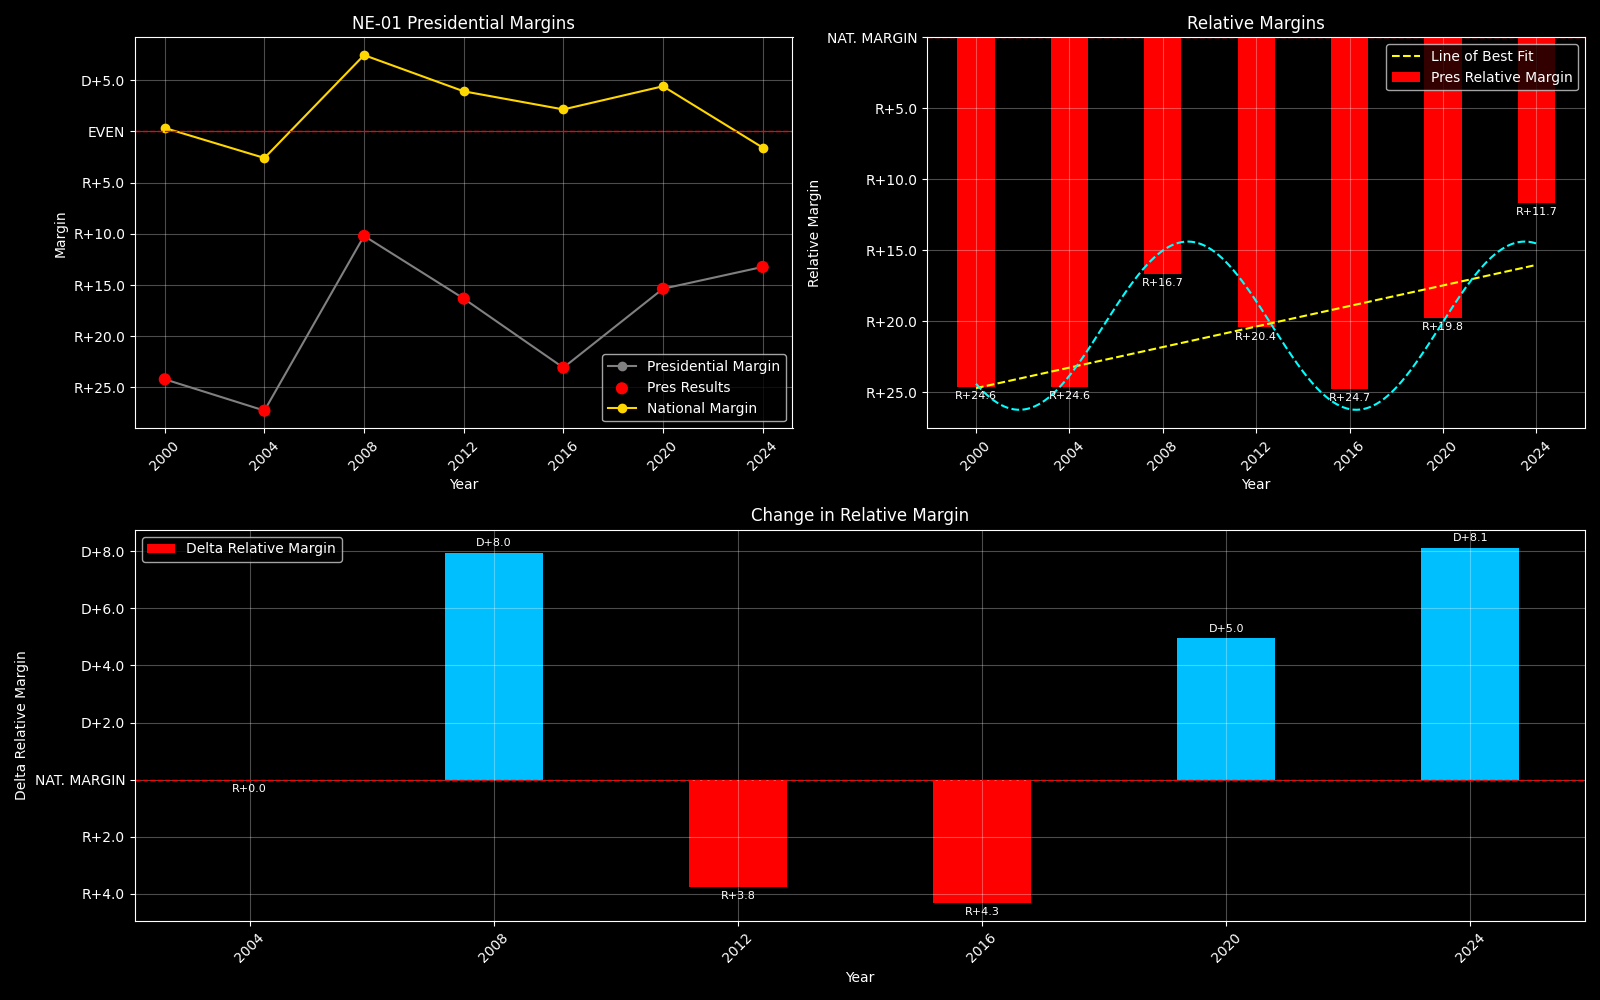 NE-01 Presidential Margins
Margin
D+5.0
EVEN
R+5.0
R+10.0
R+15.0
R+20.0
R+25.0
Presidential Margin
Pres Results
National Margin
2000
2004
2008
2012
2016
2020
2024
Year
Relative Margins
Relative Margin
NAT. MARGIN
R+5.0
R+10.0
R+15.0
R+20.0
R+25.0
Line of Best Fit
Pres Relative Margin
R+24.6
R+24.6
R+16.7
R+20.4
R+24.7
R+19.8
R+11.7
2000
2004
2008
2012
2016
2020
2024
Year
Change in Relative Margin
Delta Relative Margin
D+8.0
D+6.0
D+4.0
D+2.0
NAT. MARGIN
R+2.0
R+4.0
Delta Relative Margin
R+0.0
D+8.0
R+3.8
R+4.3
D+5.0
D+8.1
2004
2008
2012
2016
2020
2024
Year